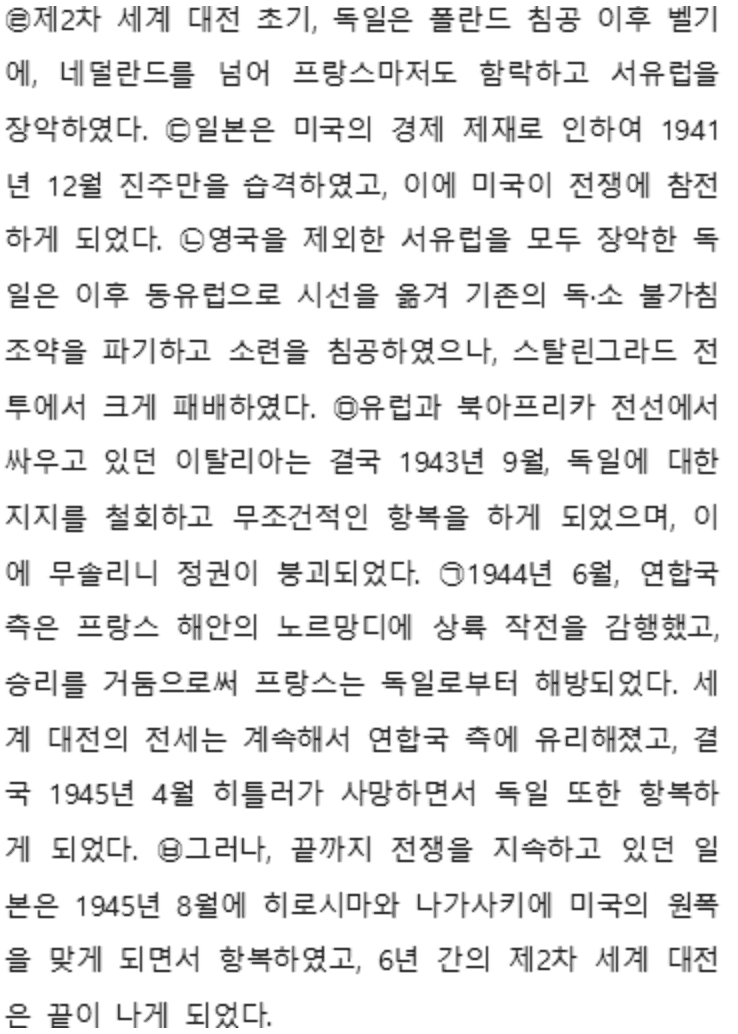 ㉣제2차 세계 대전 초기, 독일은 폴란드 침공 이후 벨기
에, 네덜란드를 넘어 프랑스마저도 함락하고 서유럽을
장악하였다. ㉢일본은 미국의 경제 제재로 인하여 1941
년 12월 진주만을 습격하였고, 이에 미국이 전쟁에 참전
하게 되었다. ㉡영국을 제외한 서유럽을 모두 장악한 독
일은 이후 동유럽으로 시선을 옮겨 기존의 독·소 불가침
조약을 파기하고 소련을 침공하였으나, 스탈린그라드 전
투에서 크게 패배하였다. ㉤유럽과 북아프리카 전선에서
싸우고 있던 이탈리아는 결국 1943년 9월, 독일에 대한
지지를 철회하고 무조건적인 항복을 하게 되었으며, 이
에 무솔리니 정권이 붕괴되었다. ㉠1944년 6월, 연합국
측은 프랑스 해안의 노르망디에 상륙 작전을 감행했고,
승리를 거둠으로써 프랑스는 독일로부터 해방되었다. 세
계 대전의 전세는 계속해서 연합국 측에 유리해졌고, 결
국 1945년 4월 히틀러가 사망하면서 독일 또한 항복하
게 되었다. ㉥그러나, 끝까지 전쟁을 지속하고 있던 일
본은 1945년 8월에 히로시마와 나가사키에 미국의 원폭
을 맞게 되면서 항복하였고, 6년 간의 제2차 세계 대전
은 끝이 나게 되었다.